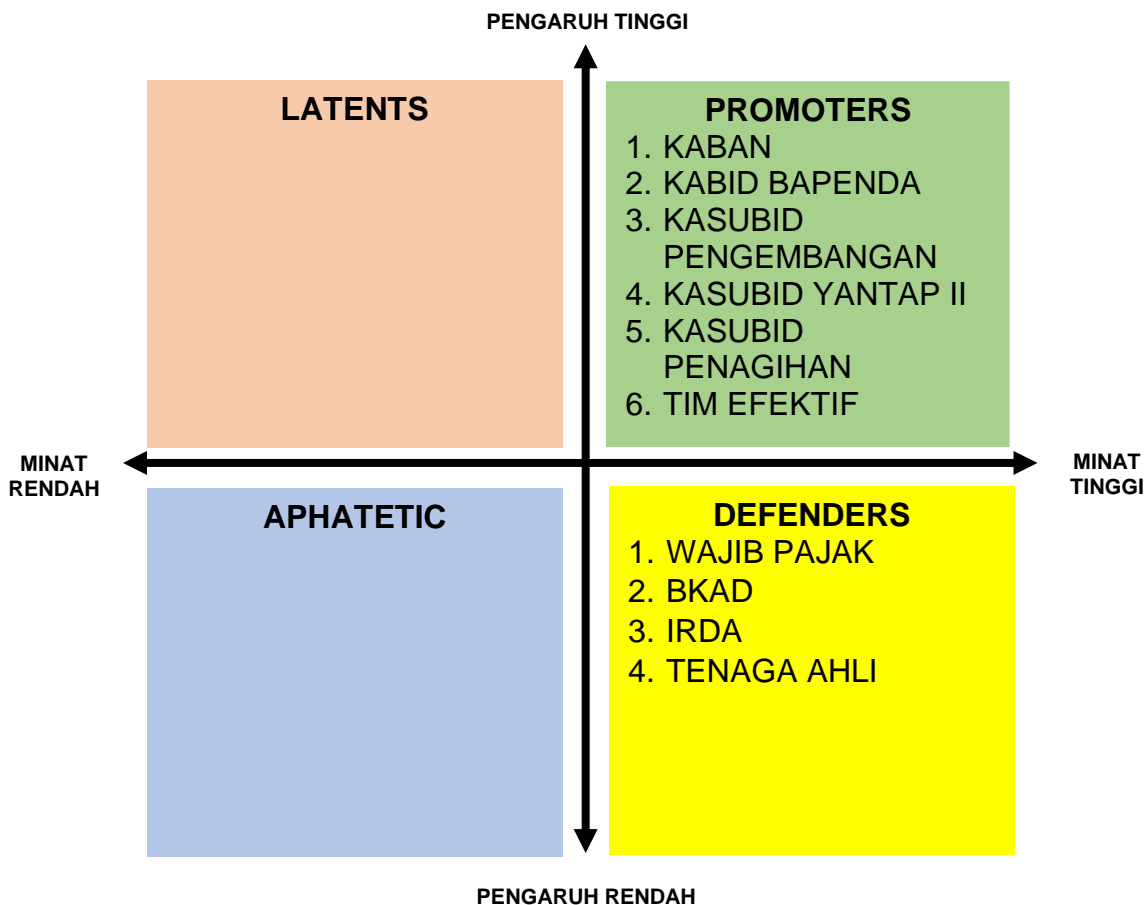 PENGARUH TINGGI
LATENTS
PROMOTERS
1. KABAN
2. KABID BAPENDA
3. KASUBID
PENGEMBANGAN
4. KASUBID YANTAP II
5. KASUBID
PENAGIHAN
6. TIM EFEKTIF
MINAT
RENDAH
MINAT
TINGGI
APHATETIC
DEFENDERS
1. WAJIB PAJAK
2. BKAD
3. IRDA
4. TENAGA AHLI
PENGARUH RENDAH